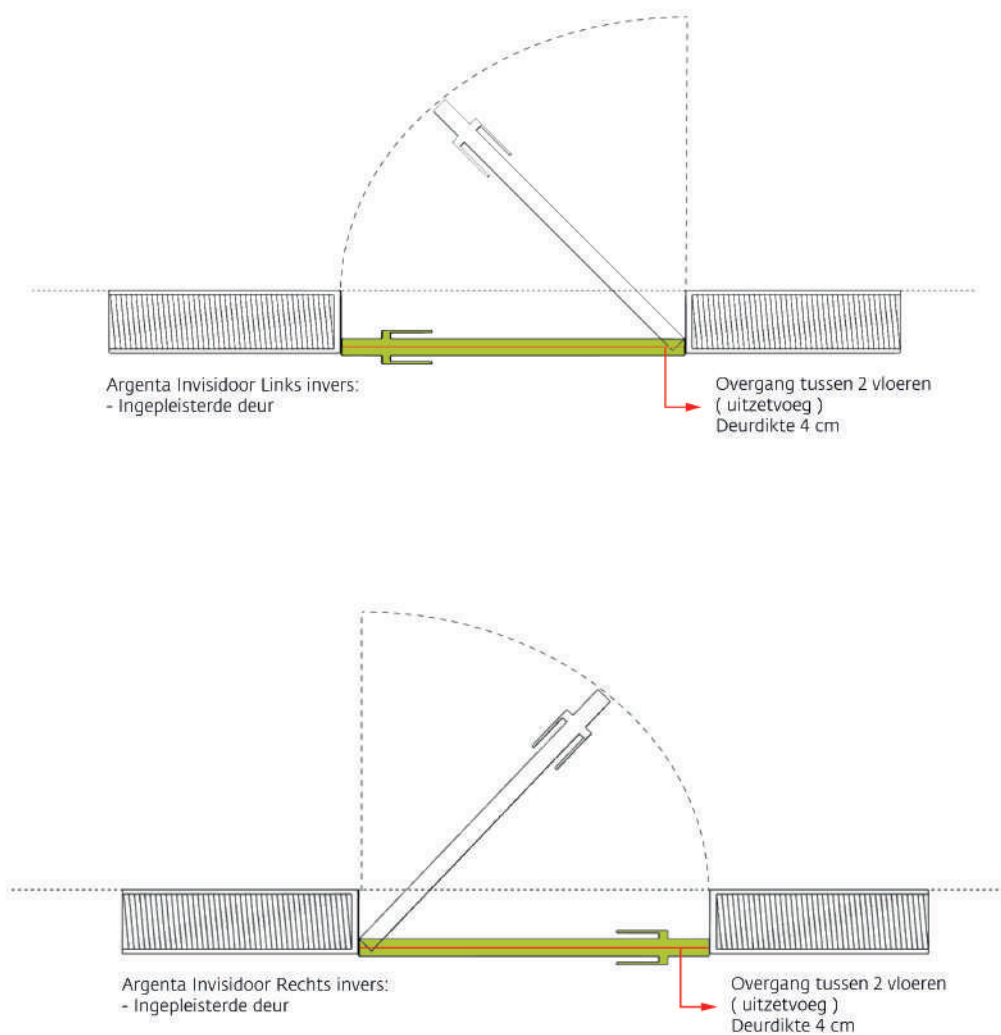 Argenta Invisidoor Links invers:
- Ingepleisterde deur
Overgang tussen 2 vloeren
( uitzetvoeg )
Deurdikte 4 cm
Argenta Invisidoor Rechts invers:
- Ingepleisterde deur
Overgang tussen 2 vloeren
( uitzetvoeg )
Deurdikte 4 cm